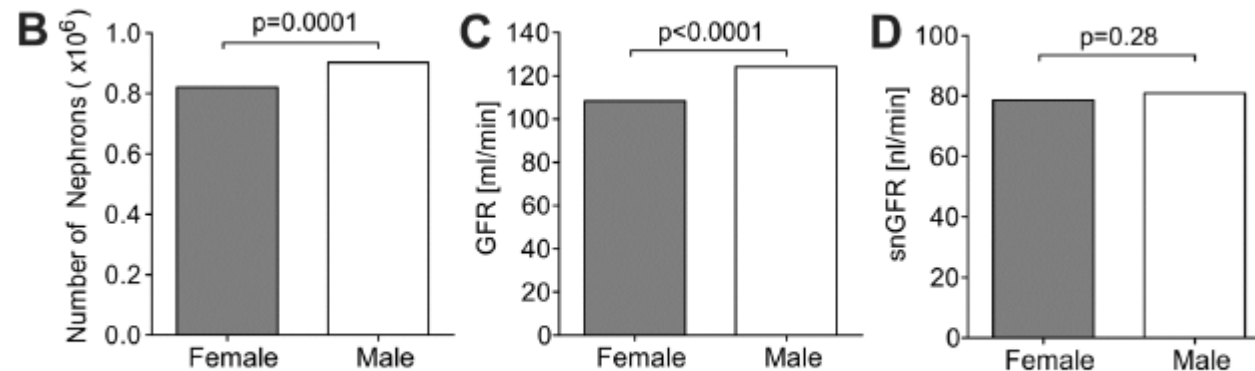 B
Number of Nephrons ( x10⁶)
1.0
0.8
0.6
0.4
0.2
0.0
p=0.0001
Female Male
C
GFR [ml/min]
140
120
100
80
60
40
20
0
p<0.0001
Female Male
D
snGFR [nl/min]
100
80
60
40
20
0
p=0.28
Female Male